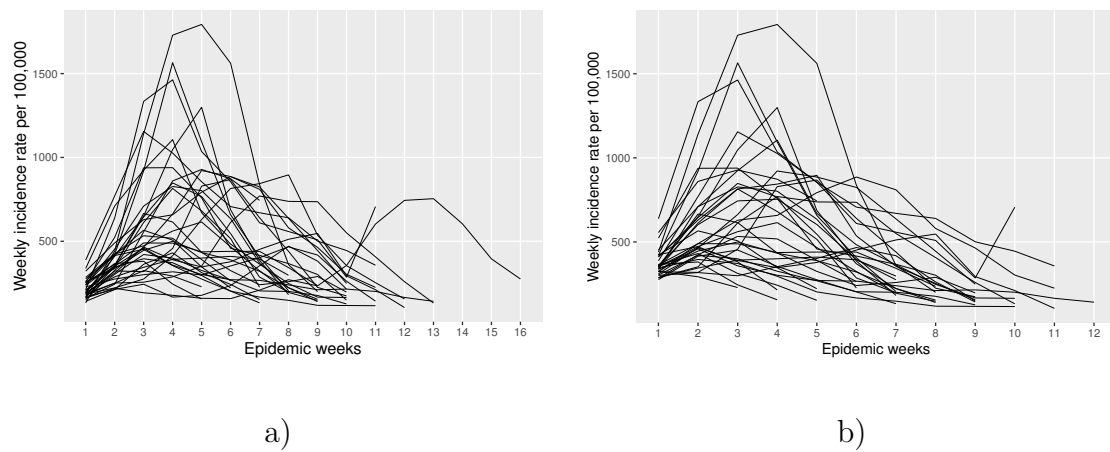 Weekly incidence rate per 100,000
1500
1000
500
1 2 3 4 5 6 7 8 9 10 11 12 13 14 15 16
Epidemic weeks
a)
Weekly incidence rate per 100,000
1500
1000
500
1 2 3 4 5 6 7 8 9 10 11 12
Epidemic weeks
b)